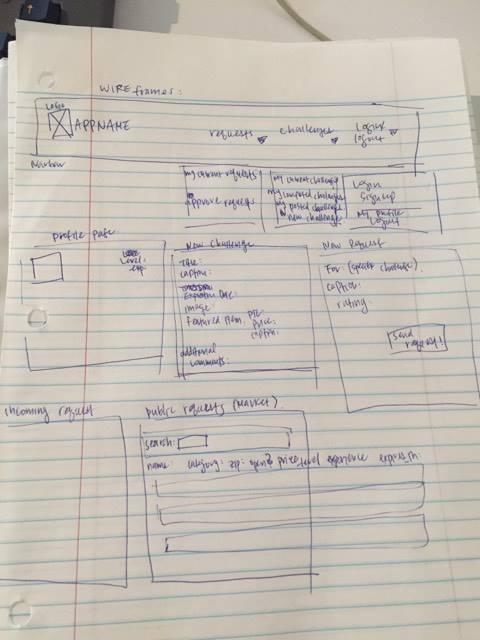 WIREframes:
LOGO
APPNAME
requests challenges Login/
logout
Navbar
my current requests
approve requests
my current challenges
my completed challenges
my posted challenges
new challenge
Login
Signup
My profile
Logout
profile page
Level:
exp:
New Challenge
Title:
caption:
Expiration Date:
image:
featured item: pic:
price:
caption:
additional
comments:
New Request
For: (specific challenge)
caption:
rating:
Send
request!
incoming request
public requests (Market)
search:
name: category: zip: price level experience expires in: